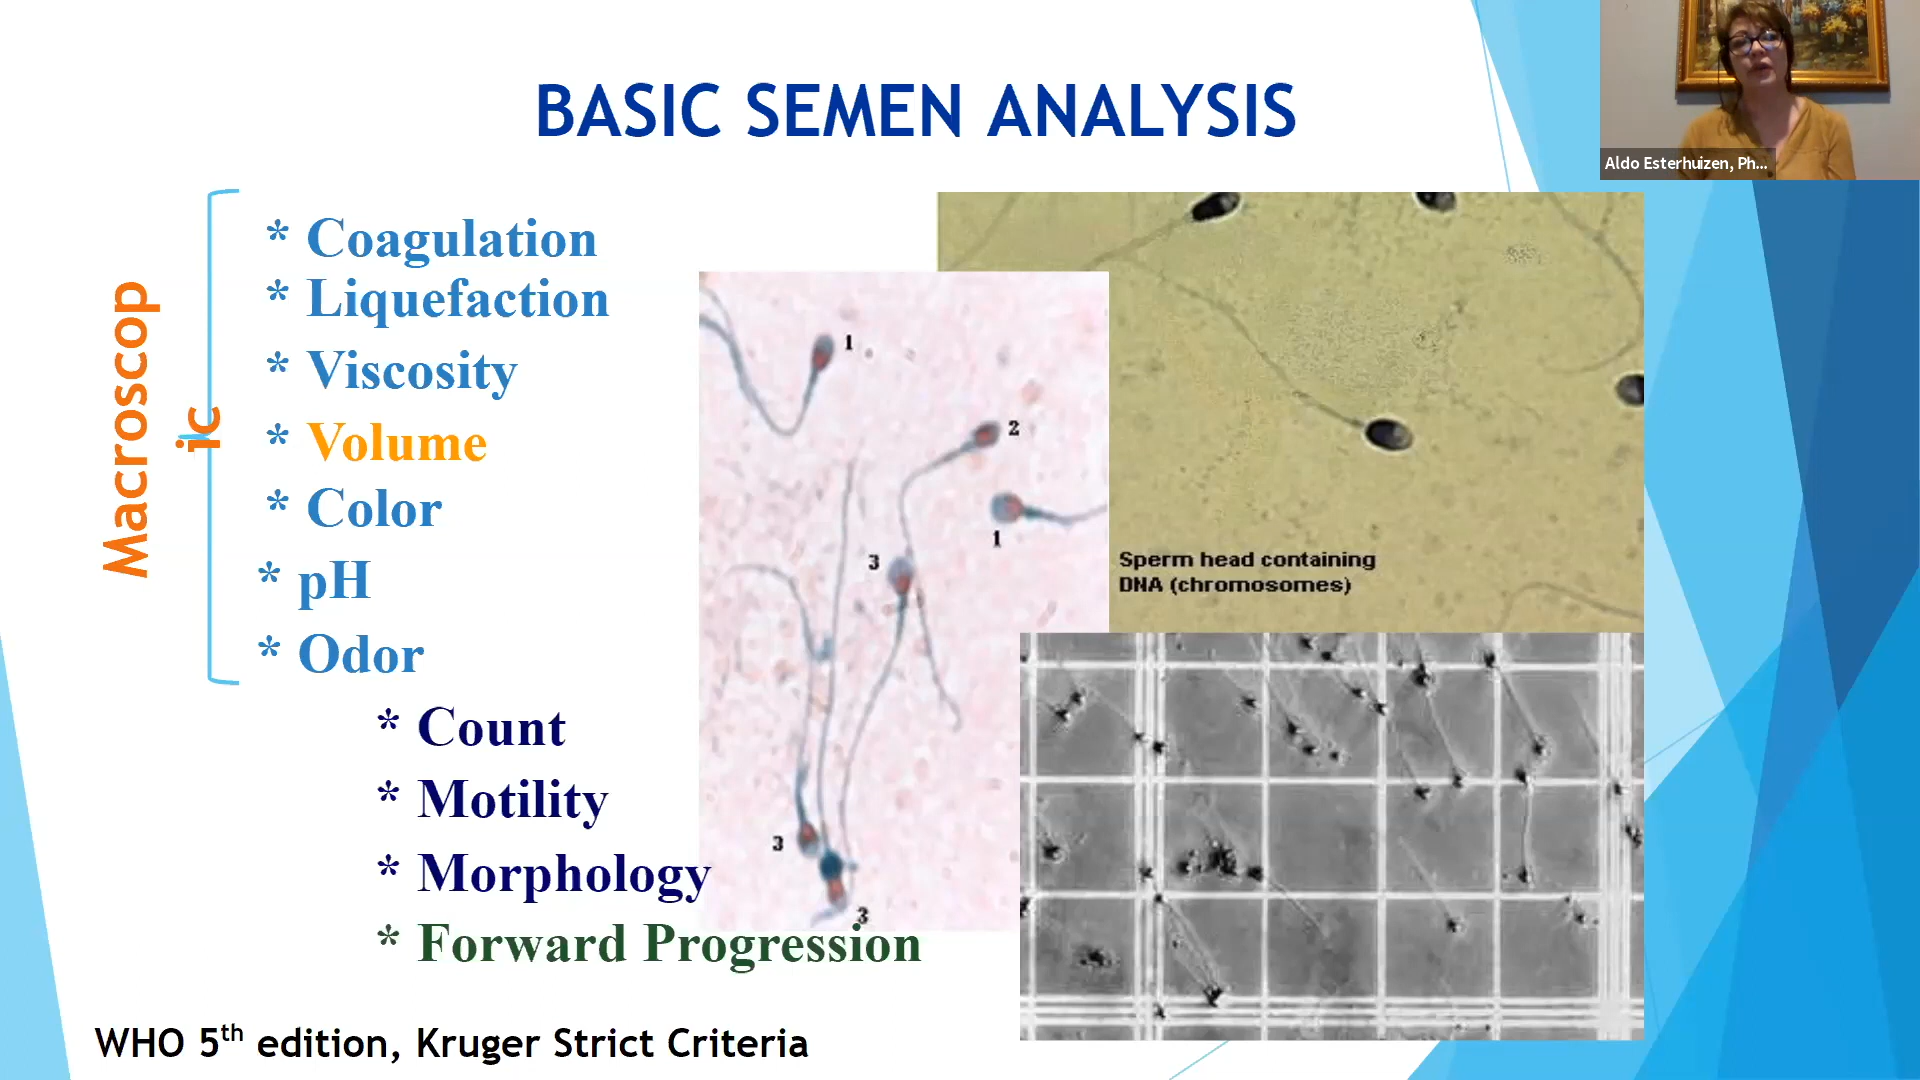 BASIC SEMEN ANALYSIS
Aldo Esterhuizen, Ph...
Macroscop
ic
* Coagulation
* Liquefaction
* Viscosity
* Volume
* Color
* pH
* Odor
* Count
* Motility
* Morphology
* Forward Progression
1
2
1
3
3
3
Sperm head containing
DNA (chromosomes)
WHO 5th edition, Kruger Strict Criteria